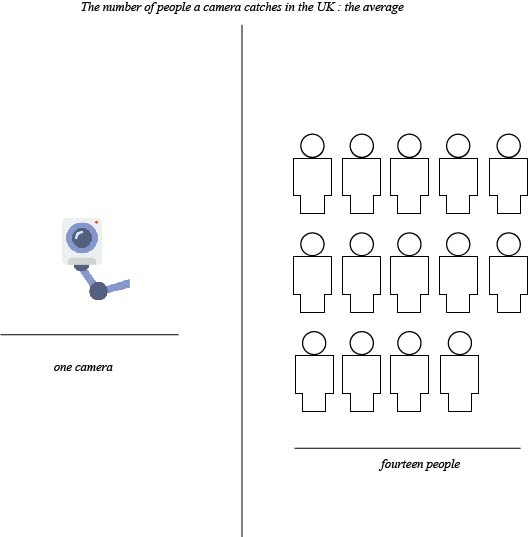 The number of people a camera catches in the UK : the average
one camera
fourteen people